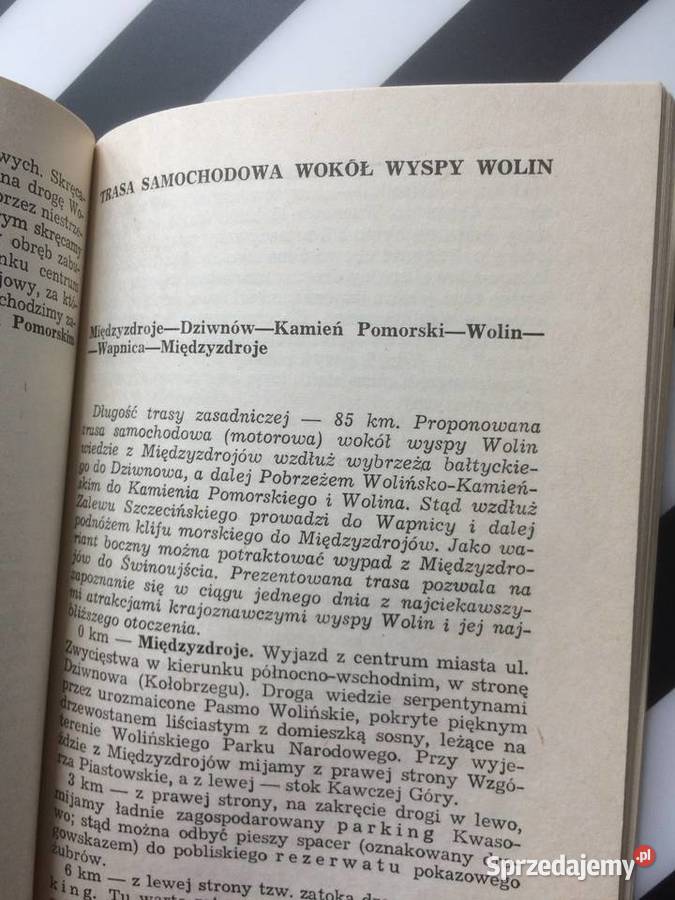 wych. Skręca-
na drogę Wo-
przez niestrze-
rym skręcamy
obręb zabu-
nku centrum
jowy, za któ-
chodzimy za-
Pomorskim
TRASA SAMOCHODOWA WOKÓŁ WYSPY WOLIN
Międzyzdroje—Dziwnów—Kamień Pomorski—Wolin—
—Wapnica—Międzyzdroje
Długość trasy zasadniczej — 85 km. Proponowana
trasa samochodowa (motorowa) wokół wyspy Wolin
wiedzie z Międzyzdrojów wzdłuż wybrzeża bałtyckie-
go do Dziwnowa, a dalej Pobrzeżem Wolińsko-Kamień-
skim do Kamienia Pomorskiego i Wolina. Stąd wzdłuż
Zalewu Szczecińskiego prowadzi do Wapnicy i dalej
podnóżem klifu morskiego do Międzyzdrojów. Jako wa-
riant boczny można potraktować wypad z Międzyzdro-
jów do Świnoujścia. Prezentowana trasa pozwala na
zapoznanie się w ciągu jednego dnia z najciekawszy-
mi atrakcjami krajoznawczymi wyspy Wolin i jej naj-
bliższego otoczenia.
0 km — Międzyzdroje. Wyjazd z centrum miasta ul.
Zwycięstwa w kierunku północno-wschodnim, w stronę
Dziwnowa (Kołobrzegu). Droga wiedzie serpentynami
przez urozmaicone Pasmo Wolińskie, pokryte pięknym
drzewostanem liściastym z domieszką sosny, leżące na
terenie Wolińskiego Parku Narodowego. Przy wyje-
ździe z Międzyzdrojów mijamy z prawej strony Wzgó-
rza Piastowskie, a z lewej — stok Kawczej Góry.
3 km — z prawej strony, na zakręcie drogi w lewo,
mijamy ładnie zagospodarowany parking Kwaso-
wo; stąd można odbyć pieszy spacer (oznakowany dro-
gowskazem) do pobliskiego rezerwatu pokazowego
żubrów.
6 km — z lewej strony tzw. zatoka
king. Tu warto
Sprzedajemy.pl